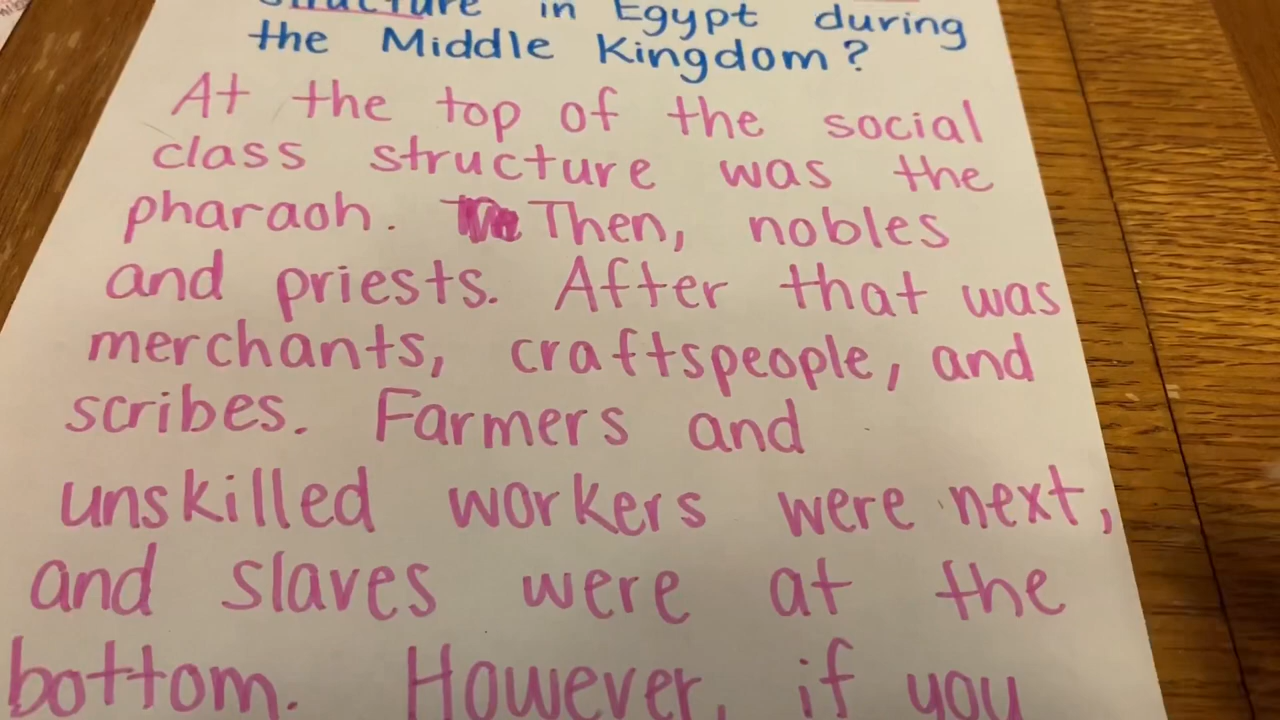 structure in Egypt during
the Middle Kingdom?
At the top of the social
class structure was the
pharaoh. Then, nobles
and priests. After that was
merchants, craftspeople, and
scribes. Farmers and
unskilled workers were next,
and slaves were at the
bottom. However, if you